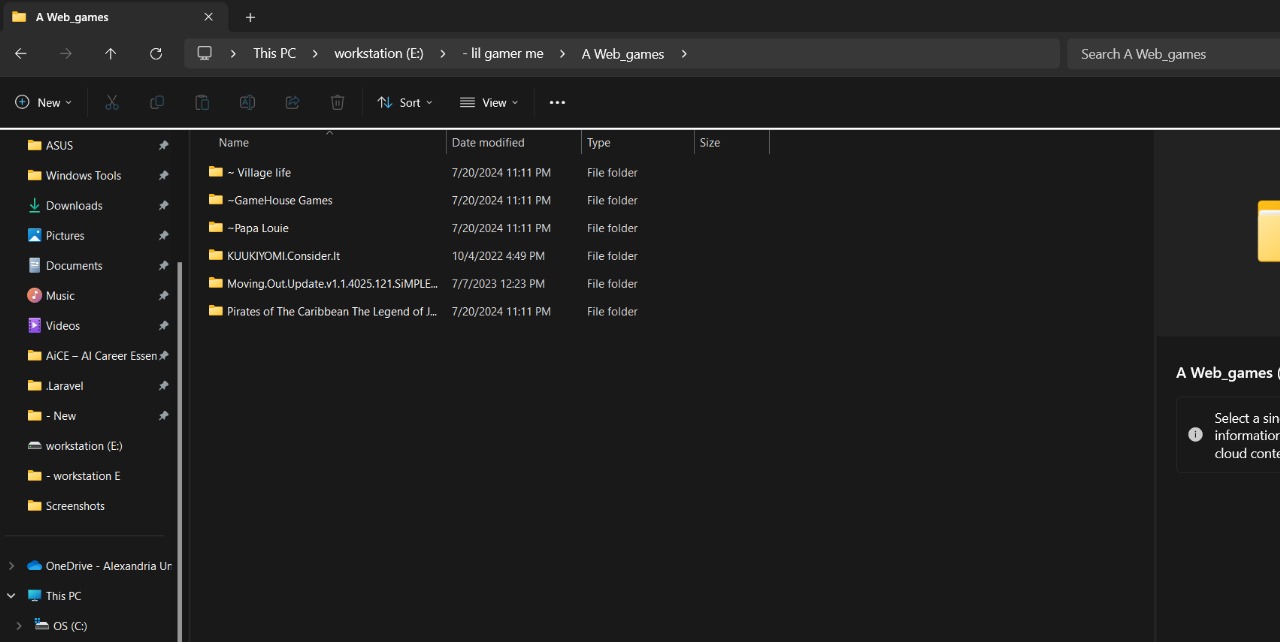 A Web_games
This PC > workstation (E:) > - lil gamer me > A Web_games >
Search A Web_games
New
Sort
View
ASUS
Windows Tools
Downloads
Pictures
Documents
Music
Videos
AiCE – AI Career Essen
.Laravel
- New
workstation (E:)
- workstation E
Screenshots
OneDrive - Alexandria Un
This PC
OS (C:)
Name Date modified Type Size
~ Village life 7/20/2024 11:11 PM File folder
~GameHouse Games 7/20/2024 11:11 PM File folder
~Papa Louie 7/20/2024 11:11 PM File folder
KUUKIYOMI.Consider.It 10/4/2022 4:49 PM File folder
Moving.Out.Update.v1.1.4025.121.SiMPLE... 7/7/2023 12:23 PM File folder
Pirates of The Caribbean The Legend of J... 7/20/2024 11:11 PM File folder
A Web_games (
Select a sin
information
cloud conte